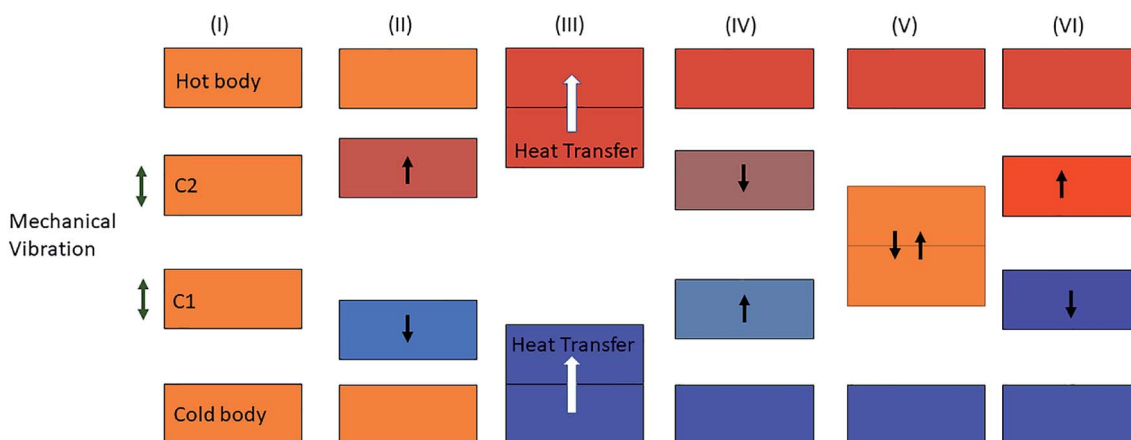 (I)
(II)
(III)
(IV)
(V)
(VI)
Hot body
Heat Transfer
C2
Mechanical
Vibration
C1
Heat Transfer
Cold body